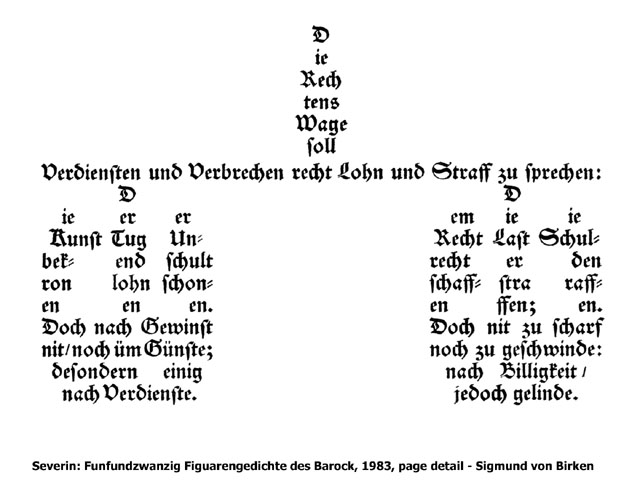 D
ie
Rech
tens
Wage
soll
Verdiensten und Verbrechen recht Lohn und Straff zu sprechen:
D
ie er er
Kunst Tug Un-
bek- end schult
ron lohn schon-
en en en.
Doch nach Gewinst
nit/noch üm Günste;
desondern einig
nach Verdienste.
D
em ie ie
Recht Last Schul-
recht er den
schaff- stra raff-
en ffen; en.
Doch nit zu scharf
noch zu geschwinde:
nach Billigkeit/
jedoch gelinde.
Severin: Funfundzwanzig Figuarengedichte des Barock, 1983, page detail - Sigmund von Birken